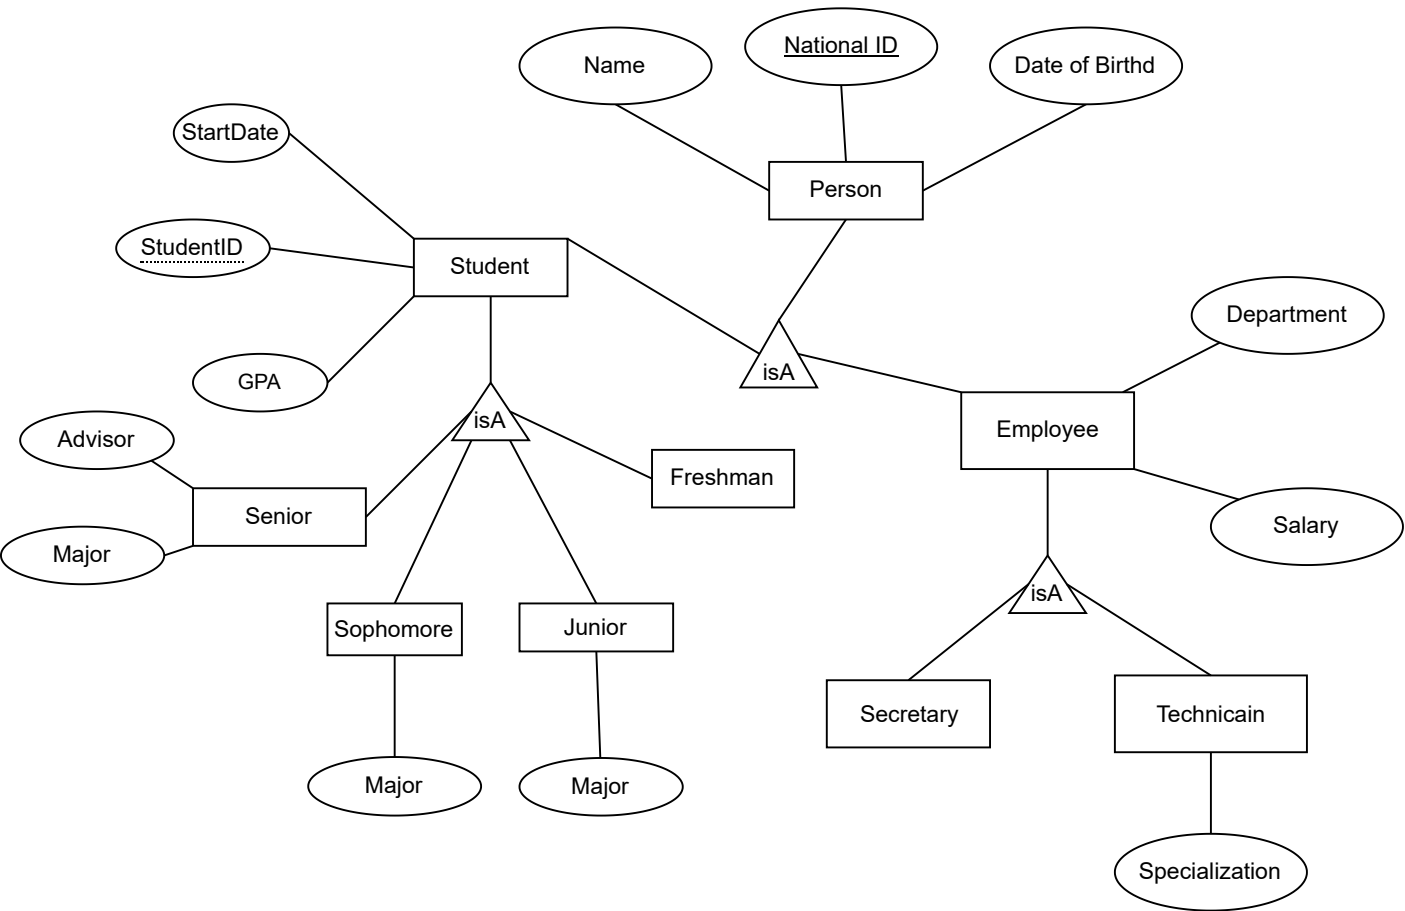 National ID
Name
Date of Birthd
StartDate
Person
StudentID
Student
Department
isA
GPA
isA
Employee
Advisor
Freshman
Senior
Salary
Major
isA
Sophomore
Junior
Secretary
Technicain
Major
Major
Specialization